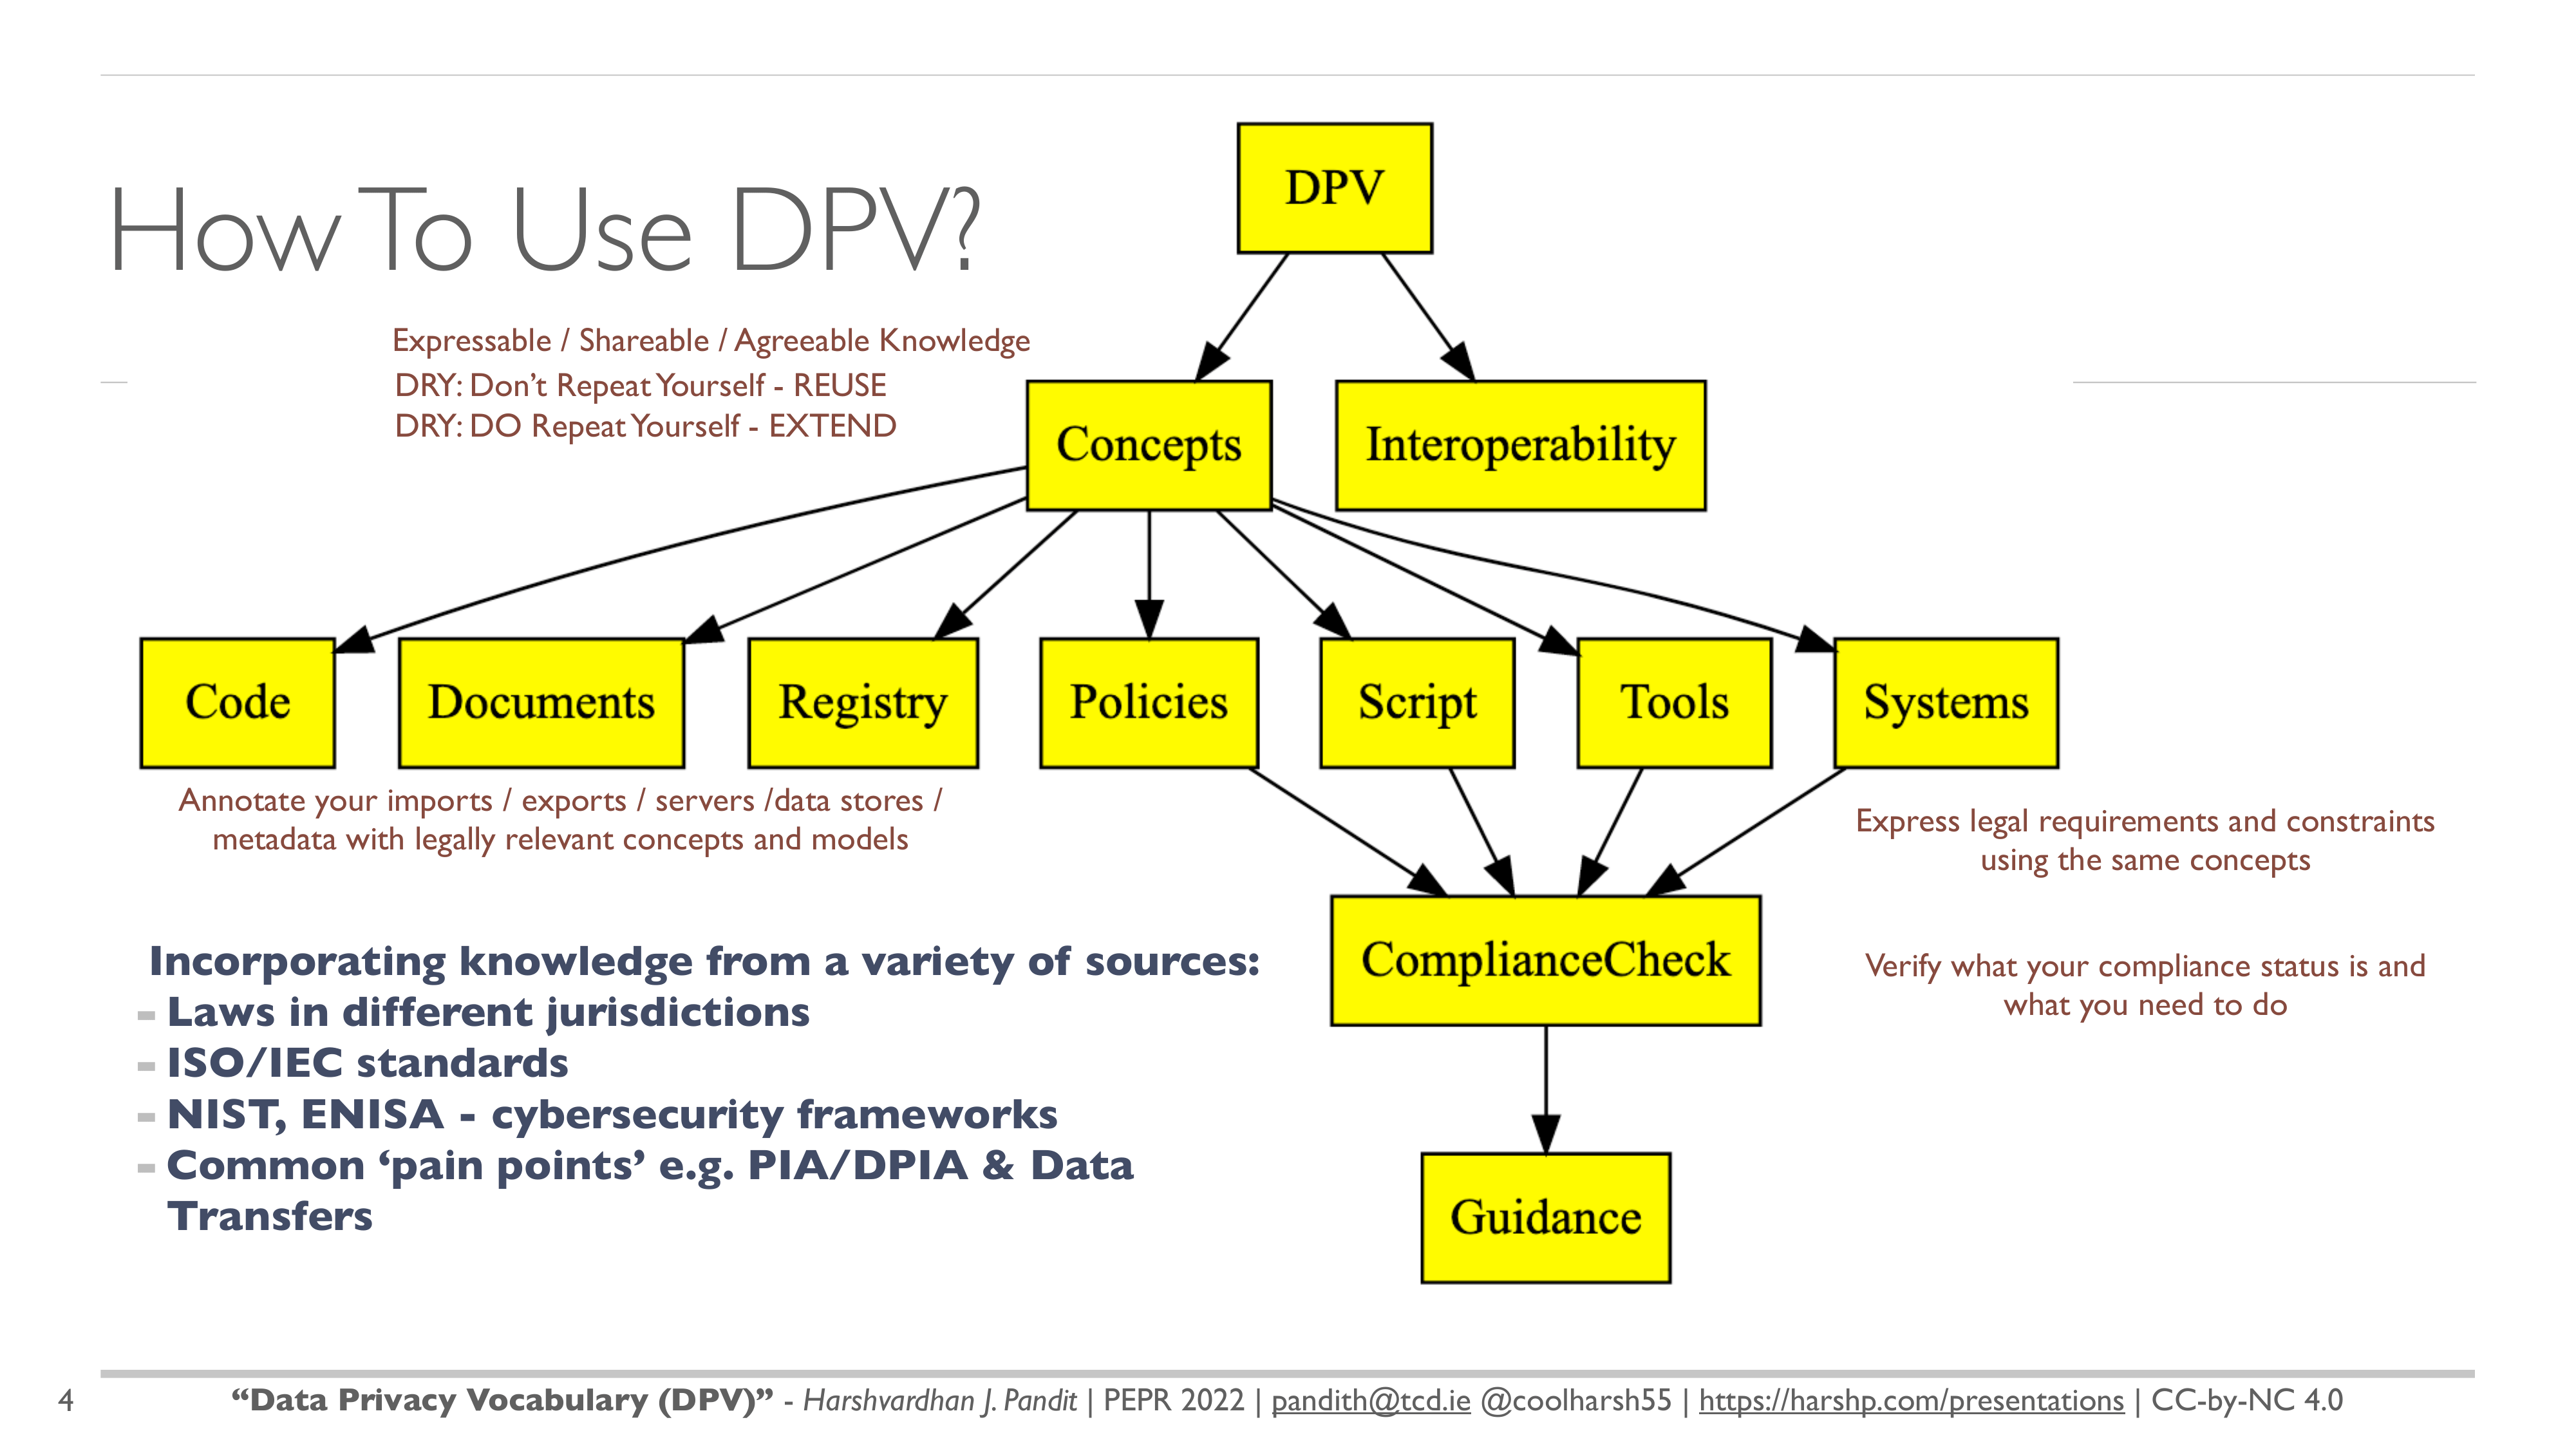 How To Use DPV?
DPV
Expressable / Shareable / Agreeable Knowledge
DRY: Don’t Repeat Yourself - REUSE
DRY: DO Repeat Yourself - EXTEND
Concepts
Interoperability
Code
Documents
Registry
Policies
Script
Tools
Systems
Annotate your imports / exports / servers /data stores /
metadata with legally relevant concepts and models
Express legal requirements and constraints
using the same concepts
ComplianceCheck
Verify what your compliance status is and
what you need to do
Incorporating knowledge from a variety of sources:
- Laws in different jurisdictions
- ISO/IEC standards
- NIST, ENISA - cybersecurity frameworks
- Common ‘pain points’ e.g. PIA/DPIA & Data
Transfers
Guidance
4
“Data Privacy Vocabulary (DPV)” - Harshvardhan J. Pandit | PEPR 2022 | pandith@tcd.ie @coolharsh55 | https://harshp.com/presentations | CC-by-NC 4.0